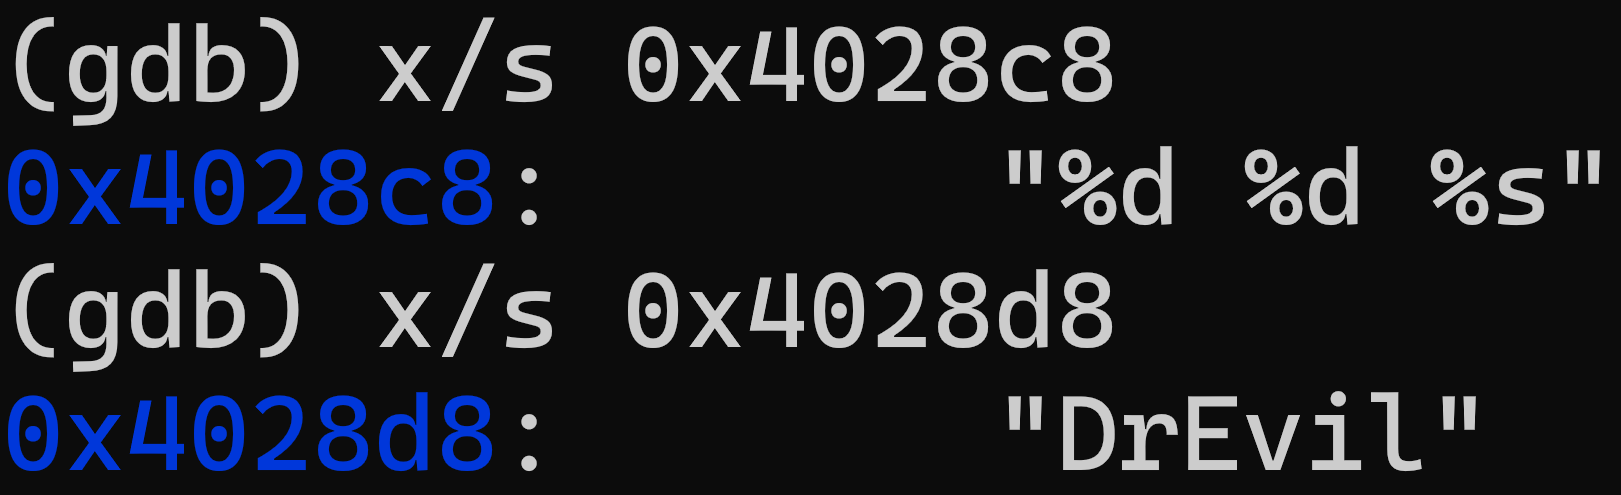 (gdb) x/s 0x4028c8
0x4028c8:       "%d %d %s"
(gdb) x/s 0x4028d8
0x4028d8:       "DrEvil"